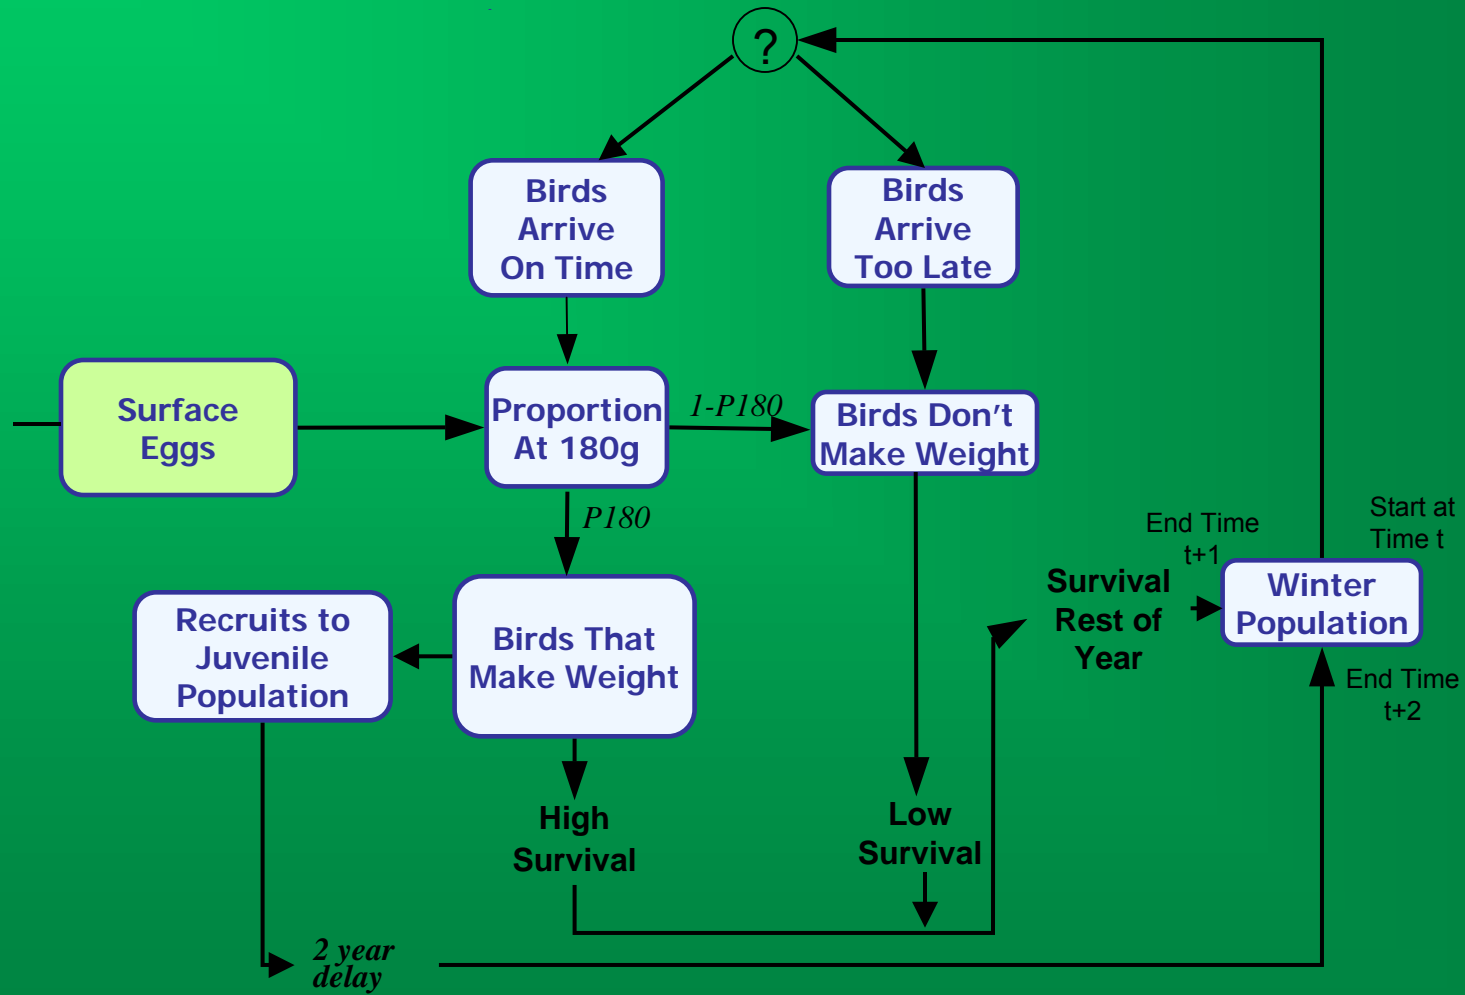 ?
Birds
Arrive
On Time
Birds
Arrive
Too Late
Surface
Eggs
Proportion
At 180g
1-P180
Birds Don't
Make Weight
P180
Start at
Time t
End Time
t+1
Winter
Population
Survival
Rest of
Year
Recruits to
Juvenile
Population
Birds That
Make Weight
End Time
t+2
High
Survival
Low
Survival
2 year
delay